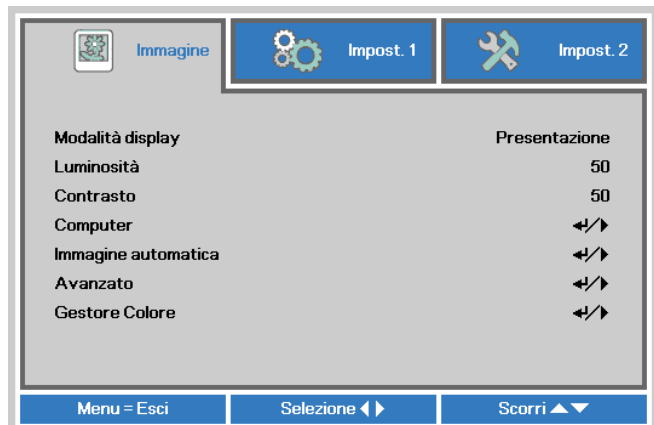 Immagine
Impost. 1
Impost. 2
Modalità display Presentazione
Luminosità 50
Contrasto 50
Computer ↵/▶
Immagine automatica ↵/▶
Avanzato ↵/▶
Gestore Colore ↵/▶
Menu = Esci
Selezione ◀▶
Scorri ▲▼